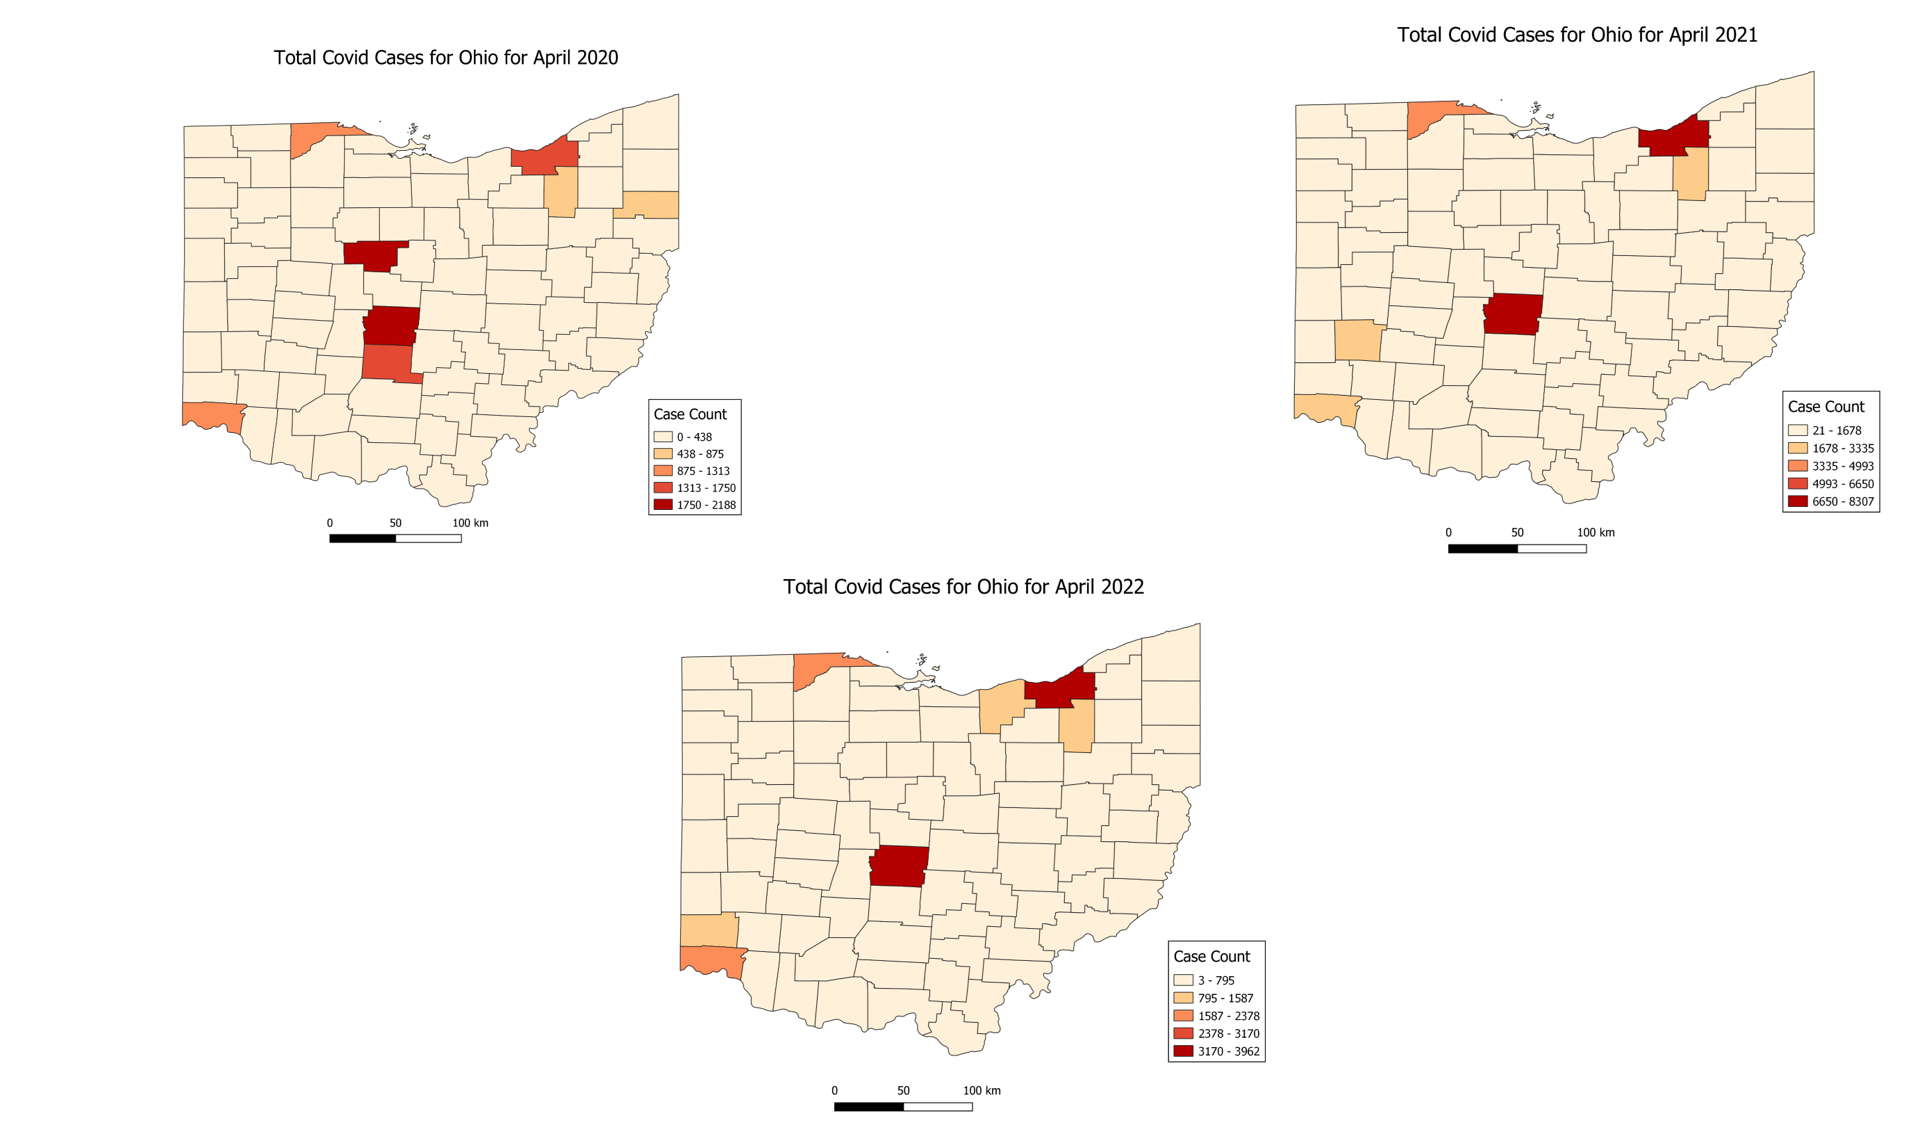 Total Covid Cases for Ohio for April 2020
Case Count
0 - 438
438 - 875
875 - 1313
1313 - 1750
1750 - 2188
0 50 100 km
Total Covid Cases for Ohio for April 2021
Case Count
21 - 1678
1678 - 3335
3335 - 4993
4993 - 6650
6650 - 8307
0 50 100 km
Total Covid Cases for Ohio for April 2022
Case Count
3 - 795
795 - 1587
1587 - 2378
2378 - 3170
3170 - 3962
0 50 100 km